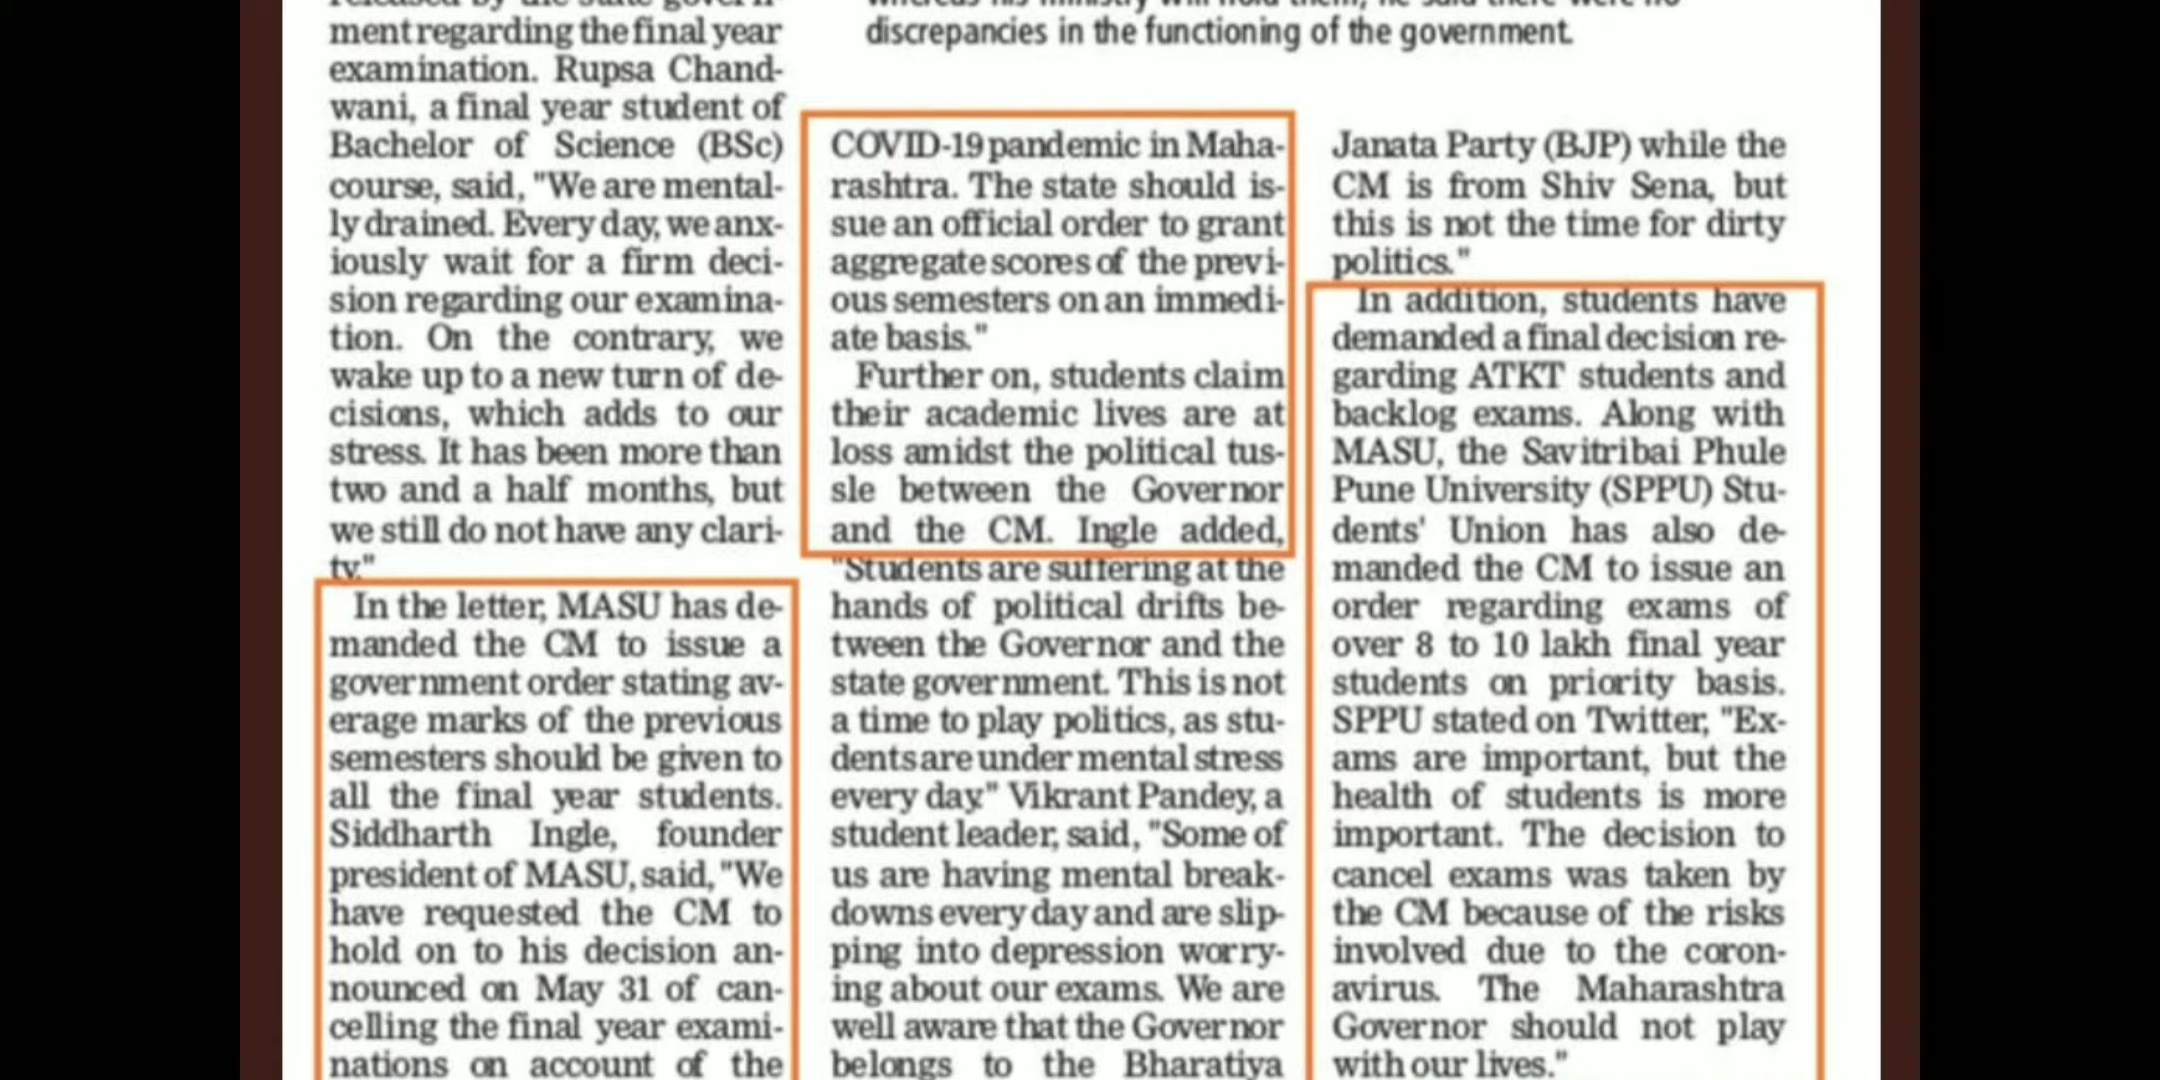 released by the state govern-
ment regarding the final year
examination. Rupsa Chand-
wani, a final year student of
Bachelor of Science (BSc)
course, said, "We are mental-
ly drained. Every day, we anx-
iously wait for a firm deci-
sion regarding our examina-
tion. On the contrary, we
wake up to a new turn of de-
cisions, which adds to our
stress. It has been more than
two and a half months, but
we still do not have any clari-
ty."
In the letter, MASU has de-
manded the CM to issue a
government order stating av-
erage marks of the previous
semesters should be given to
all the final year students.
Siddharth Ingle, founder
president of MASU, said, "We
have requested the CM to
hold on to his decision an-
nounced on May 31 of can-
celling the final year exami-
nations on account of the
whereas his ministry will hold them, he said there were no
discrepancies in the functioning of the government.
COVID-19 pandemic in Maha-
rashtra. The state should is-
sue an official order to grant
aggregate scores of the previ-
ous semesters on an immedi-
ate basis."
Further on, students claim
their academic lives are at
loss amidst the political tus-
sle between the Governor
and the CM. Ingle added,
"Students are suffering at the
hands of political drifts be-
tween the Governor and the
state government. This is not
a time to play politics, as stu-
dents are under mental stress
every day." Vikrant Pandey, a
student leader, said, "Some of
us are having mental break-
downs every day and are slip-
ping into depression worry-
ing about our exams. We are
well aware that the Governor
belongs to the Bharatiya
Janata Party (BJP) while the
CM is from Shiv Sena, but
this is not the time for dirty
politics."
In addition, students have
demanded a final decision re-
garding ATKT students and
backlog exams. Along with
MASU, the Savitribai Phule
Pune University (SPPU) Stu-
dents' Union has also de-
manded the CM to issue an
order regarding exams of
over 8 to 10 lakh final year
students on priority basis.
SPPU stated on Twitter, "Ex-
ams are important, but the
health of students is more
important. The decision to
cancel exams was taken by
the CM because of the risks
involved due to the coron-
avirus. The Maharashtra
Governor should not play
with our lives."